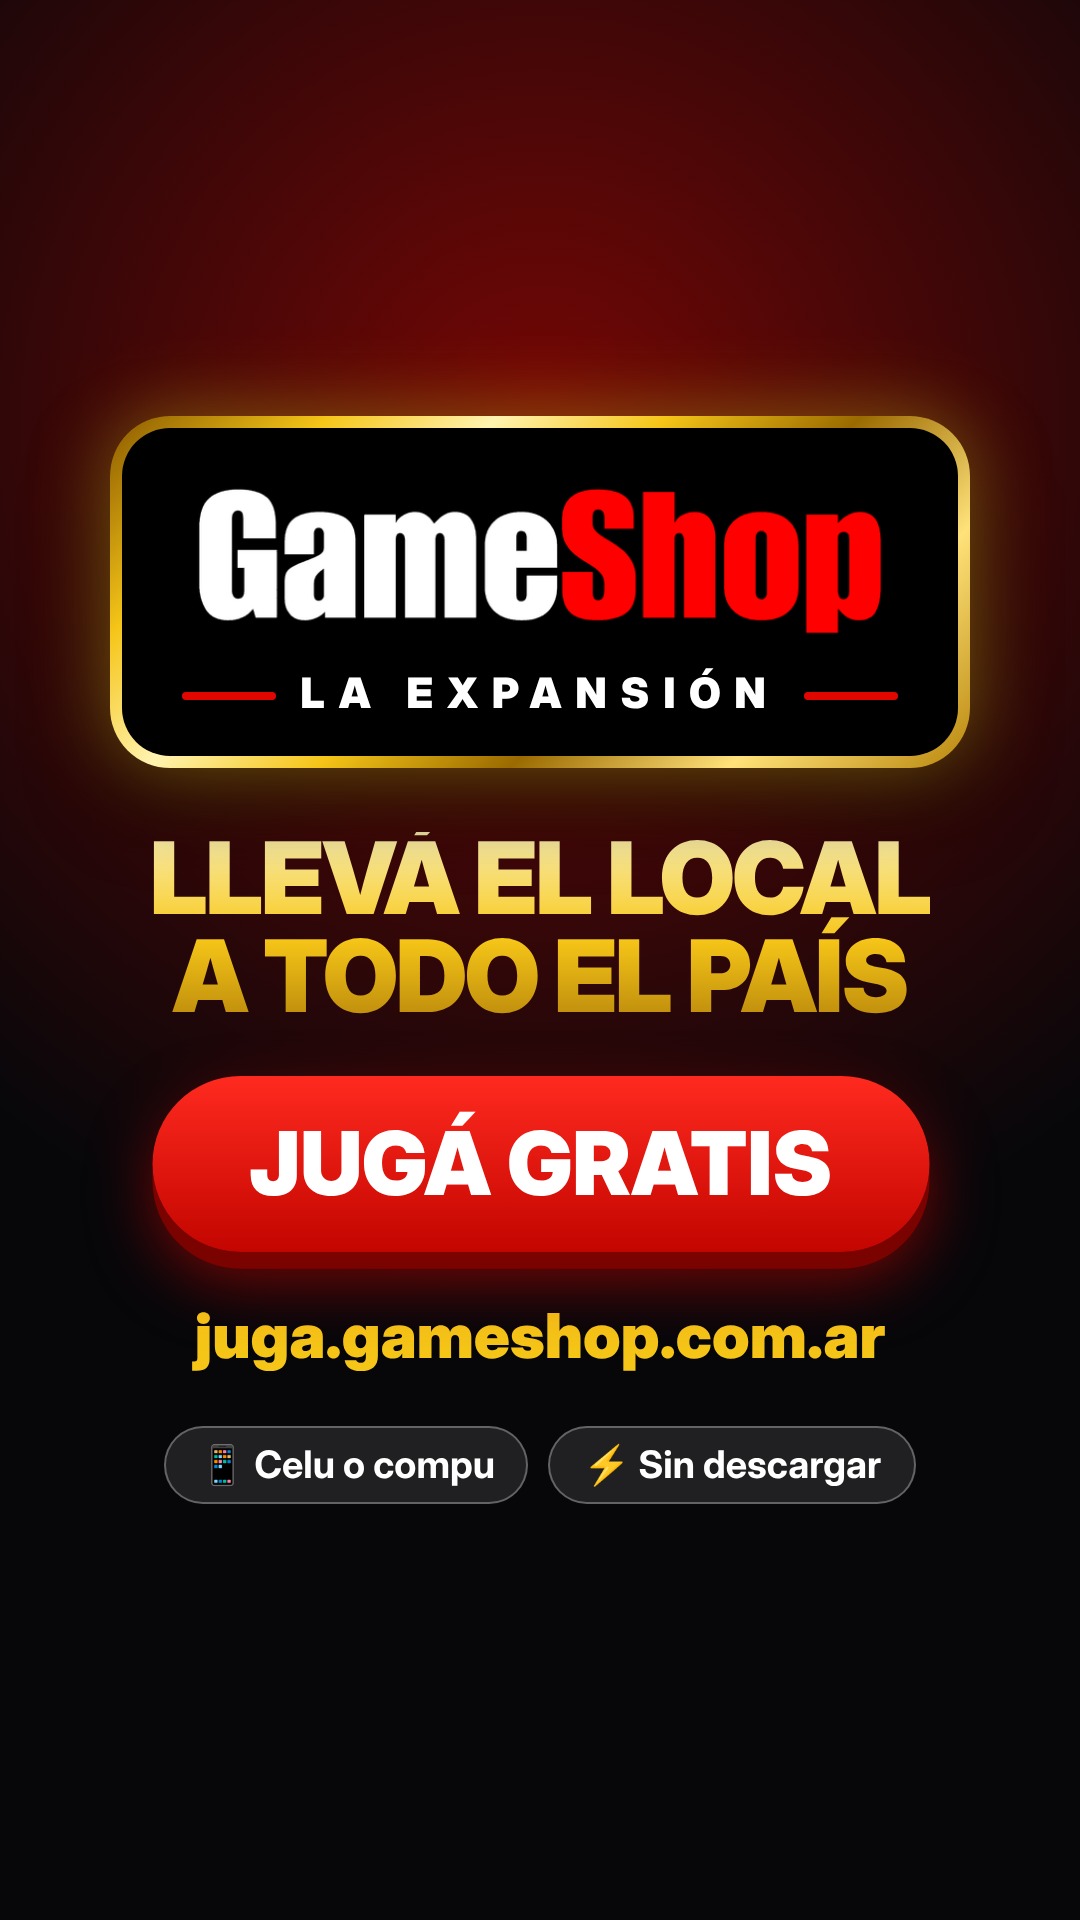 GameShop
LA EXPANSIÓN
LLEVÁ EL LOCAL
A TODO EL PAÍS
JUGÁ GRATIS
juga.gameshop.com.ar
📱 Celu o compu
⚡ Sin descargar